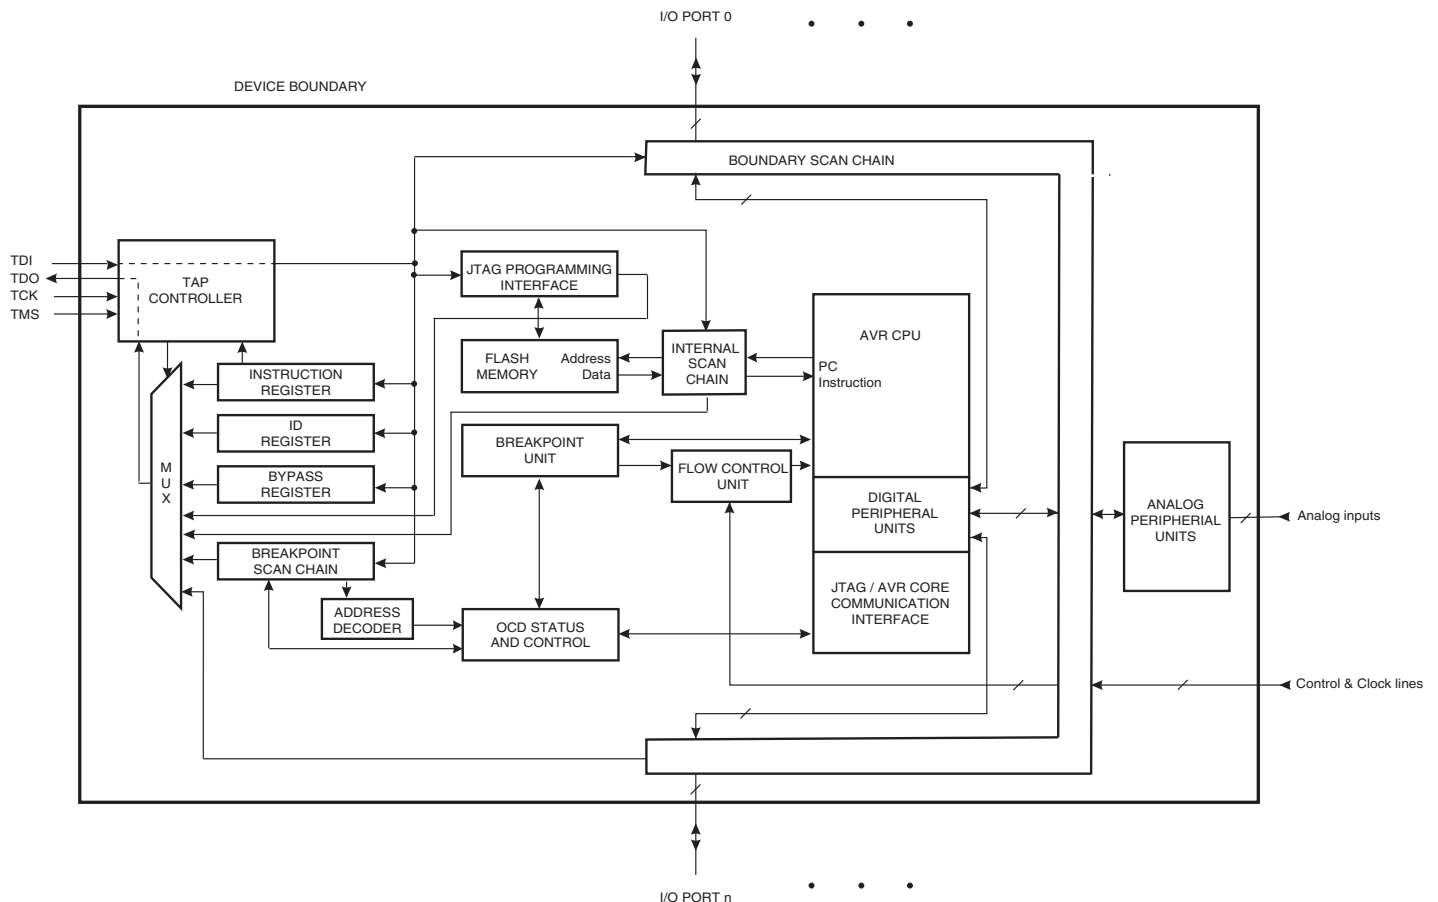 I/O PORT 0
DEVICE BOUNDARY
BOUNDARY SCAN CHAIN
TDI
TDO
TCK
TMS
TAP
CONTROLLER
JTAG PROGRAMMING
INTERFACE
AVR CPU
FLASH
MEMORY
Address
Data
INTERNAL
SCAN
CHAIN
PC
Instruction
INSTRUCTION
REGISTER
ID
REGISTER
BYPASS
REGISTER
M
U
X
BREAKPOINT
UNIT
FLOW CONTROL
UNIT
DIGITAL
PERIPHERAL
UNITS
ANALOG
PERIPHERIAL
UNITS
Analog inputs
BREAKPOINT
SCAN CHAIN
ADDRESS
DECODER
OCD STATUS
AND CONTROL
JTAG / AVR CORE
COMMUNICATION
INTERFACE
Control & Clock lines
I/O PORT n